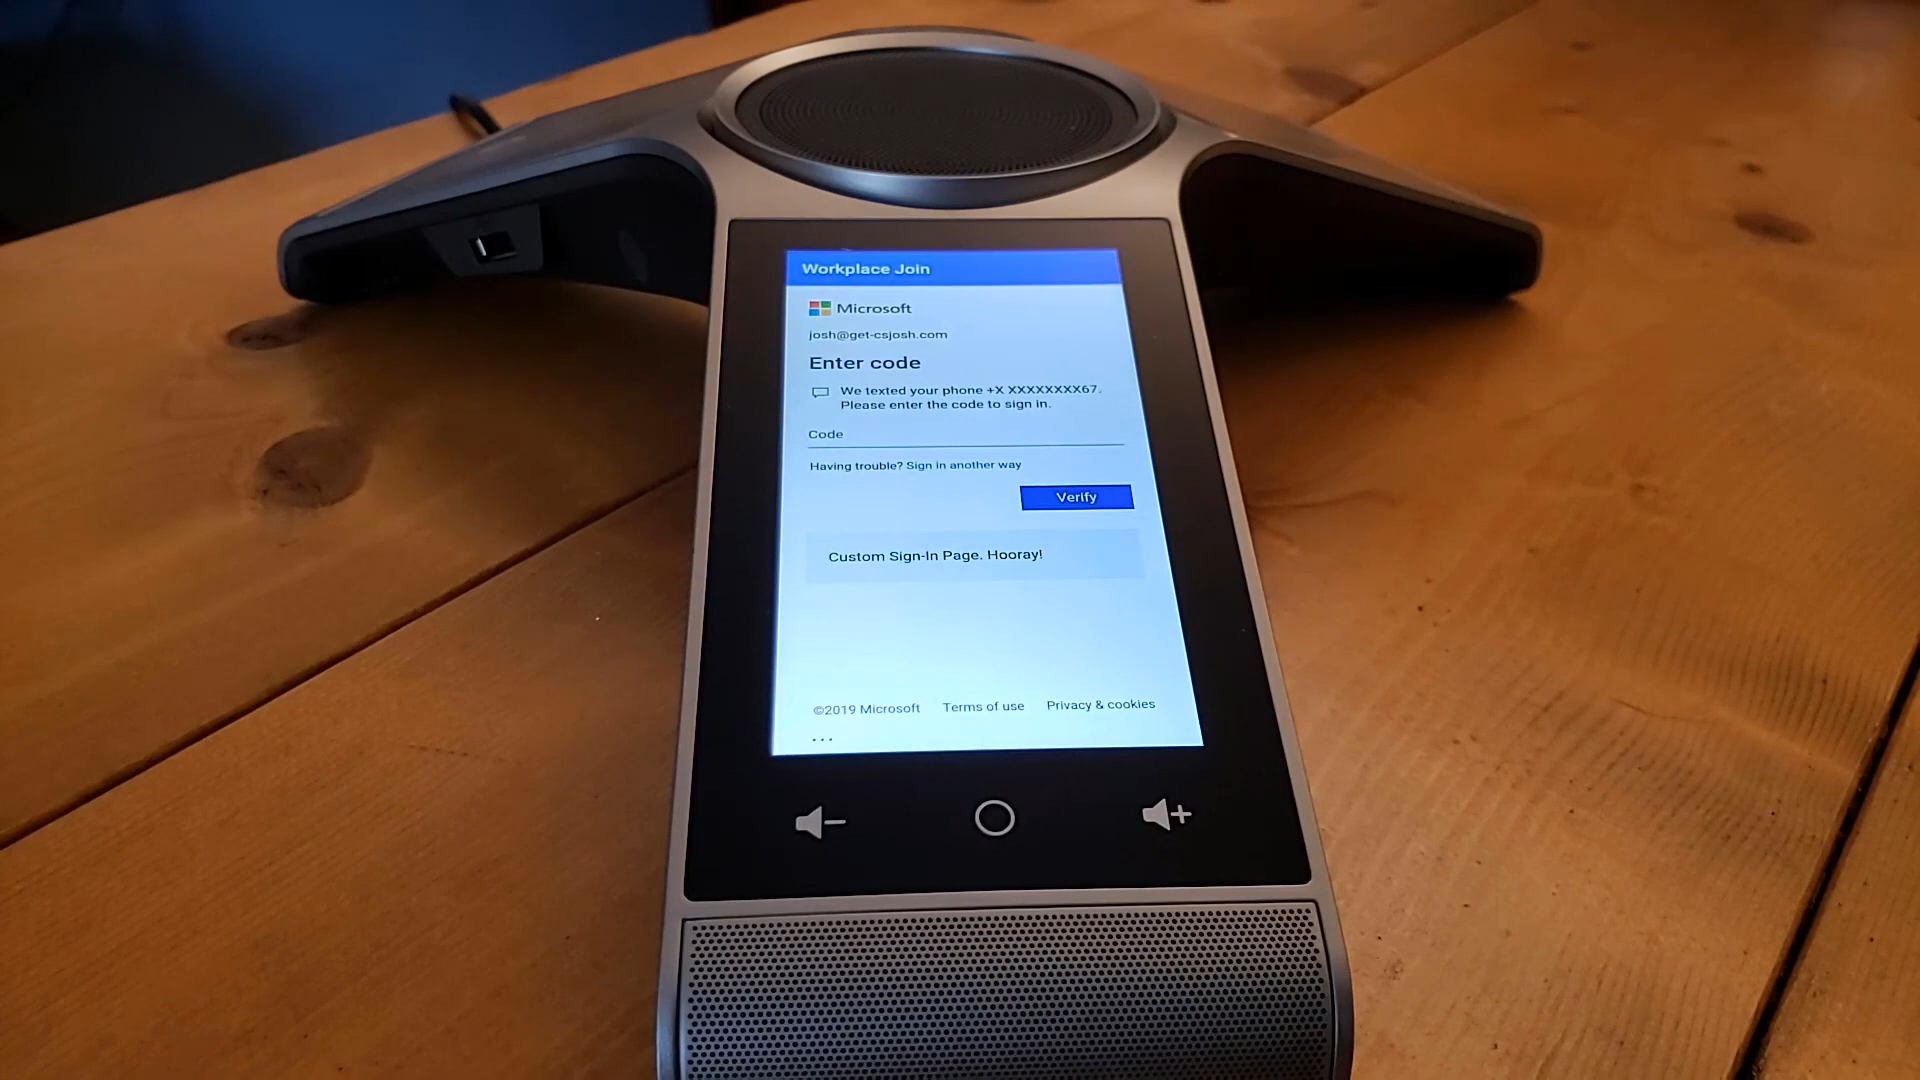 Workplace Join
Microsoft
josh@get-csjosh.com
Enter code
We texted your phone +X XXXXXXXX67.
Please enter the code to sign in.
Code
Having trouble? Sign in another way
Verify
Custom Sign-In Page. Hooray!
©2019 Microsoft Terms of use Privacy & cookies
...